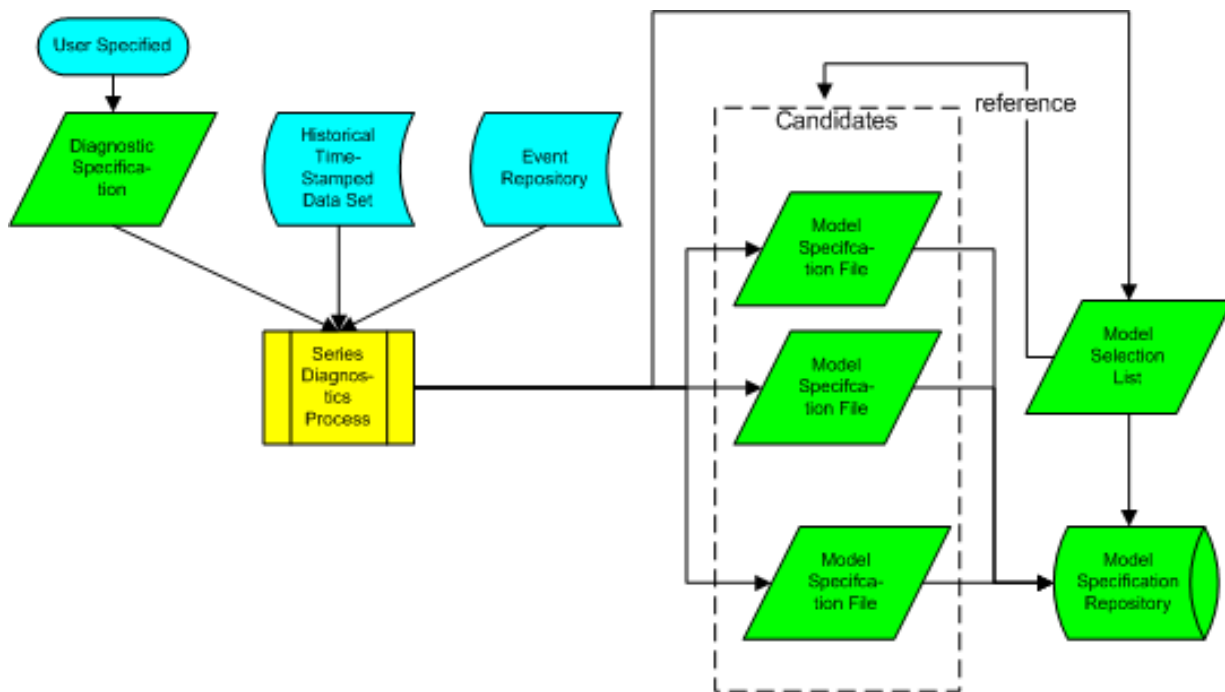 User Specified
reference
Candidates
Diagnostic
Specifica-
tion
Historical
Time-
Stamped
Data Set
Event
Repository
Model
Specifca-
tion File
Series
Diagnos-
tics
Process
Model
Specifca-
tion File
Model
Selection
List
Model
Specifca-
tion File
Model
Specification
Repository